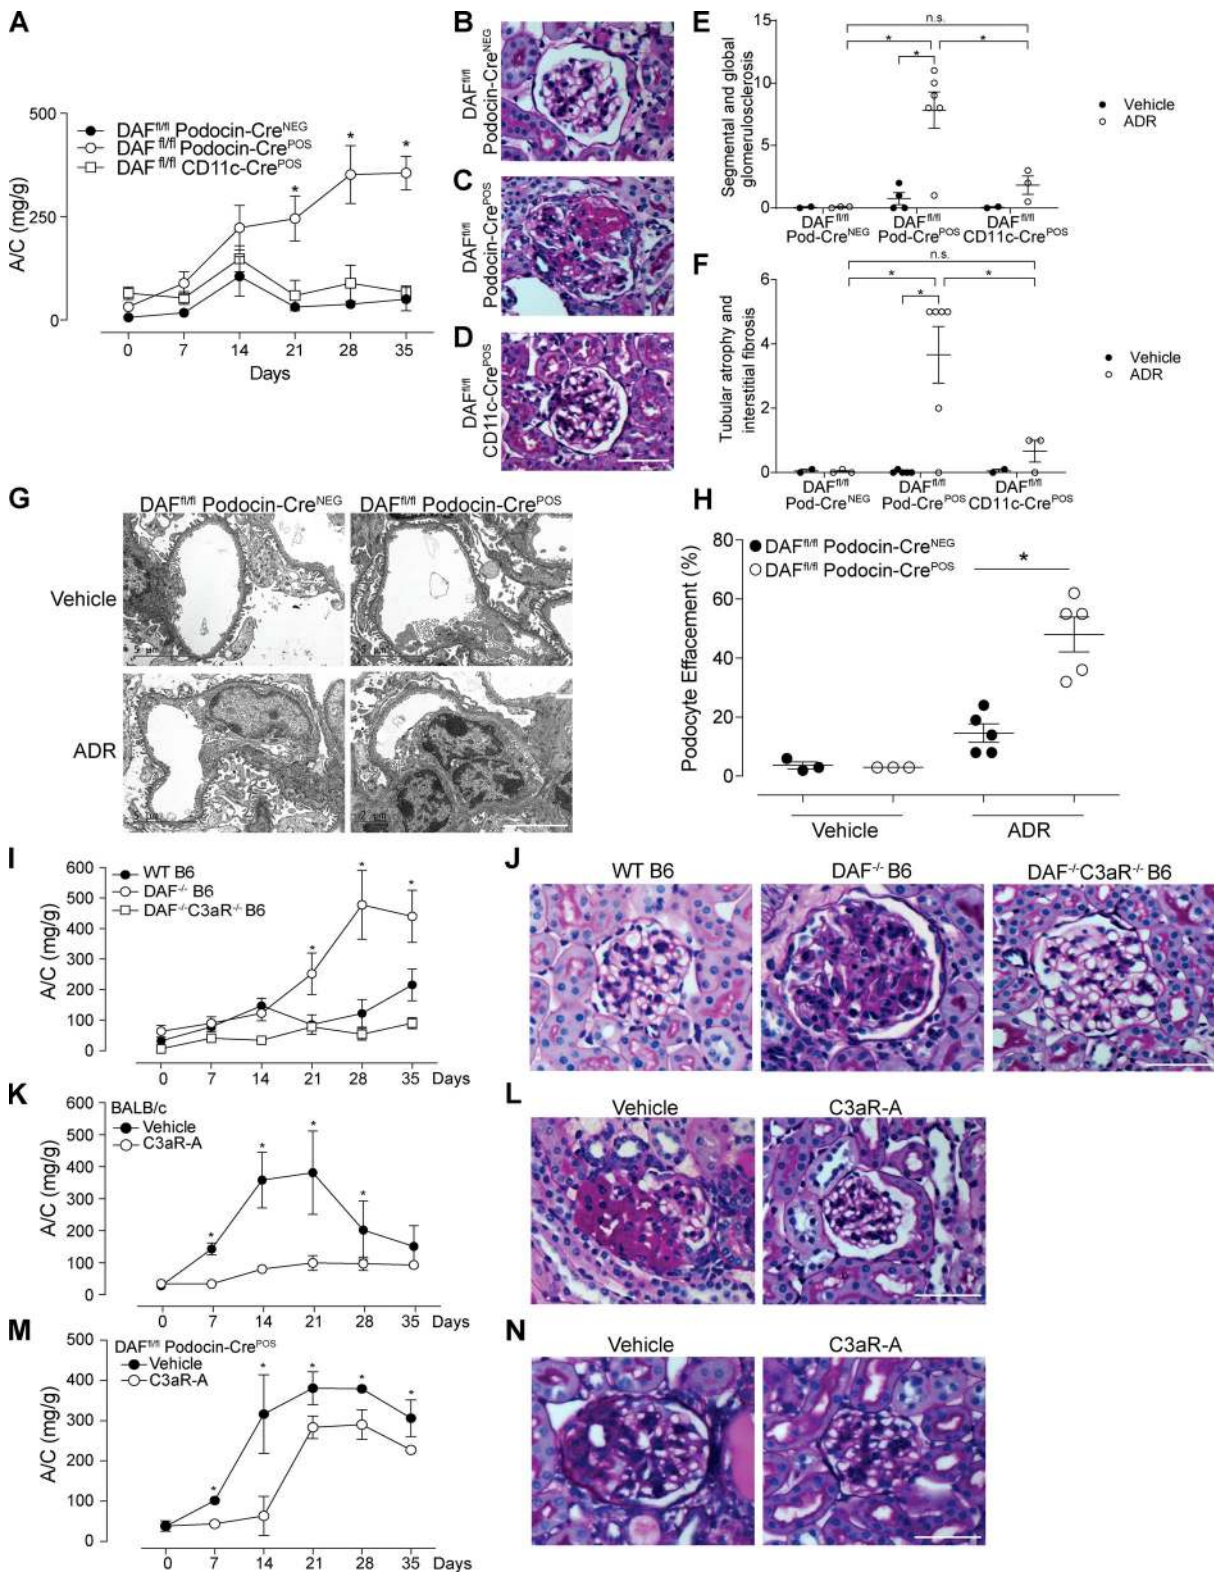 A
500
DAF^fl/fl Podocin-Cre^NEG
DAF^fl/fl Podocin-Cre^POS
DAF^fl/fl CD11c-Cre^POS
*
*
*
A/C (mg/g)
250
0
0 7 14 21 28 35
Days
B
DAF^fl/fl
Podocin-Cre^NEG
C
DAF^fl/fl
Podocin-Cre^POS
D
DAF^fl/fl
CD11c-Cre^POS
E
n.s.
*
*
*
Segmental and global
glomerulosclerosis
15
10
5
0
Vehicle
ADR
DAF^fl/fl DAF^fl/fl DAF^fl/fl
Pod-Cre^NEG Pod-Cre^POS CD11c-Cre^POS
F
n.s.
*
*
*
Tubular atrophy and
interstitial fibrosis
6
4
2
0
Vehicle
ADR
DAF^fl/fl DAF^fl/fl DAF^fl/fl
Pod-Cre^NEG Pod-Cre^POS CD11c-Cre^POS
G
DAF^fl/fl Podocin-Cre^NEG DAF^fl/fl Podocin-Cre^POS
Vehicle
5 µm
ADR
5 µm
2 µm
H
80
DAF^fl/fl Podocin-Cre^NEG
DAF^fl/fl Podocin-Cre^POS
*
Podocyte Effacement (%)
60
40
20
0
Vehicle ADR
I
600
500
400
300
200
100
0
WT B6
DAF^-/- B6
DAF^-/-C3aR^-/- B6
*
*
*
A/C (mg/g)
0 7 14 21 28 35 Days
J
WT B6 DAF^-/- B6 DAF^-/-C3aR^-/- B6
K
600
500
400
300
200
100
0
BALB/c
Vehicle
C3aR-A
*
*
*
*
A/C (mg/g)
0 7 14 21 28 35 Days
L
Vehicle C3aR-A
M
500
400
300
200
100
0
DAF^fl/fl Podocin-Cre^POS
Vehicle
C3aR-A
*
*
*
*
*
A/C (mg/g)
0 7 14 21 28 35
Days
N
Vehicle C3aR-A